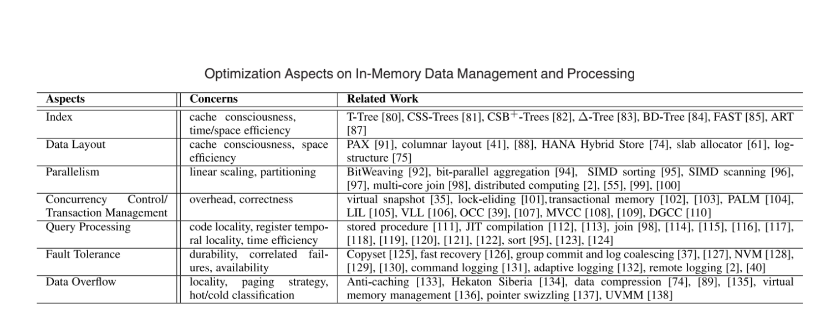 Optimization Aspects on In-Memory Data Management and Processing
Aspects Concerns Related Work
Index cache consciousness, T-Tree [80], CSS-Trees [81], CSB+-Trees [82], Δ-Tree [83], BD-Tree [84], FAST [85], ART
time/space efficiency [87]
Data Layout cache consciousness, space PAX [91], columnar layout [41], [88], HANA Hybrid Store [74], slab allocator [61], log-
efficiency structure [75]
Parallelism linear scaling, partitioning BitWeaving [92], bit-parallel aggregation [94], SIMD sorting [95], SIMD scanning [96],
[97], multi-core join [98], distributed computing [2], [55], [99], [100]
Concurrency Control/ overhead, correctness virtual snapshot [35], lock-eliding [101],transactional memory [102], [103], PALM [104],
Transaction Management LIL [105], VLL [106], OCC [39], [107], MVCC [108], [109], DGCC [110]
Query Processing code locality, register tempo- stored procedure [111], JIT compilation [112], [113], join [98], [114], [115], [116], [117],
ral locality, time efficiency [118], [119], [120], [121], [122], sort [95], [123], [124]
Fault Tolerance durability, correlated fail- Copyset [125], fast recovery [126], group commit and log coalescing [37], [127], NVM [128],
ures, availability [129], [130], command logging [131], adaptive logging [132], remote logging [2], [40]
Data Overflow locality, paging strategy, Anti-caching [133], Hekaton Siberia [134], data compression [74], [89], [135], virtual
hot/cold classification memory management [136], pointer swizzling [137], UVMM [138]